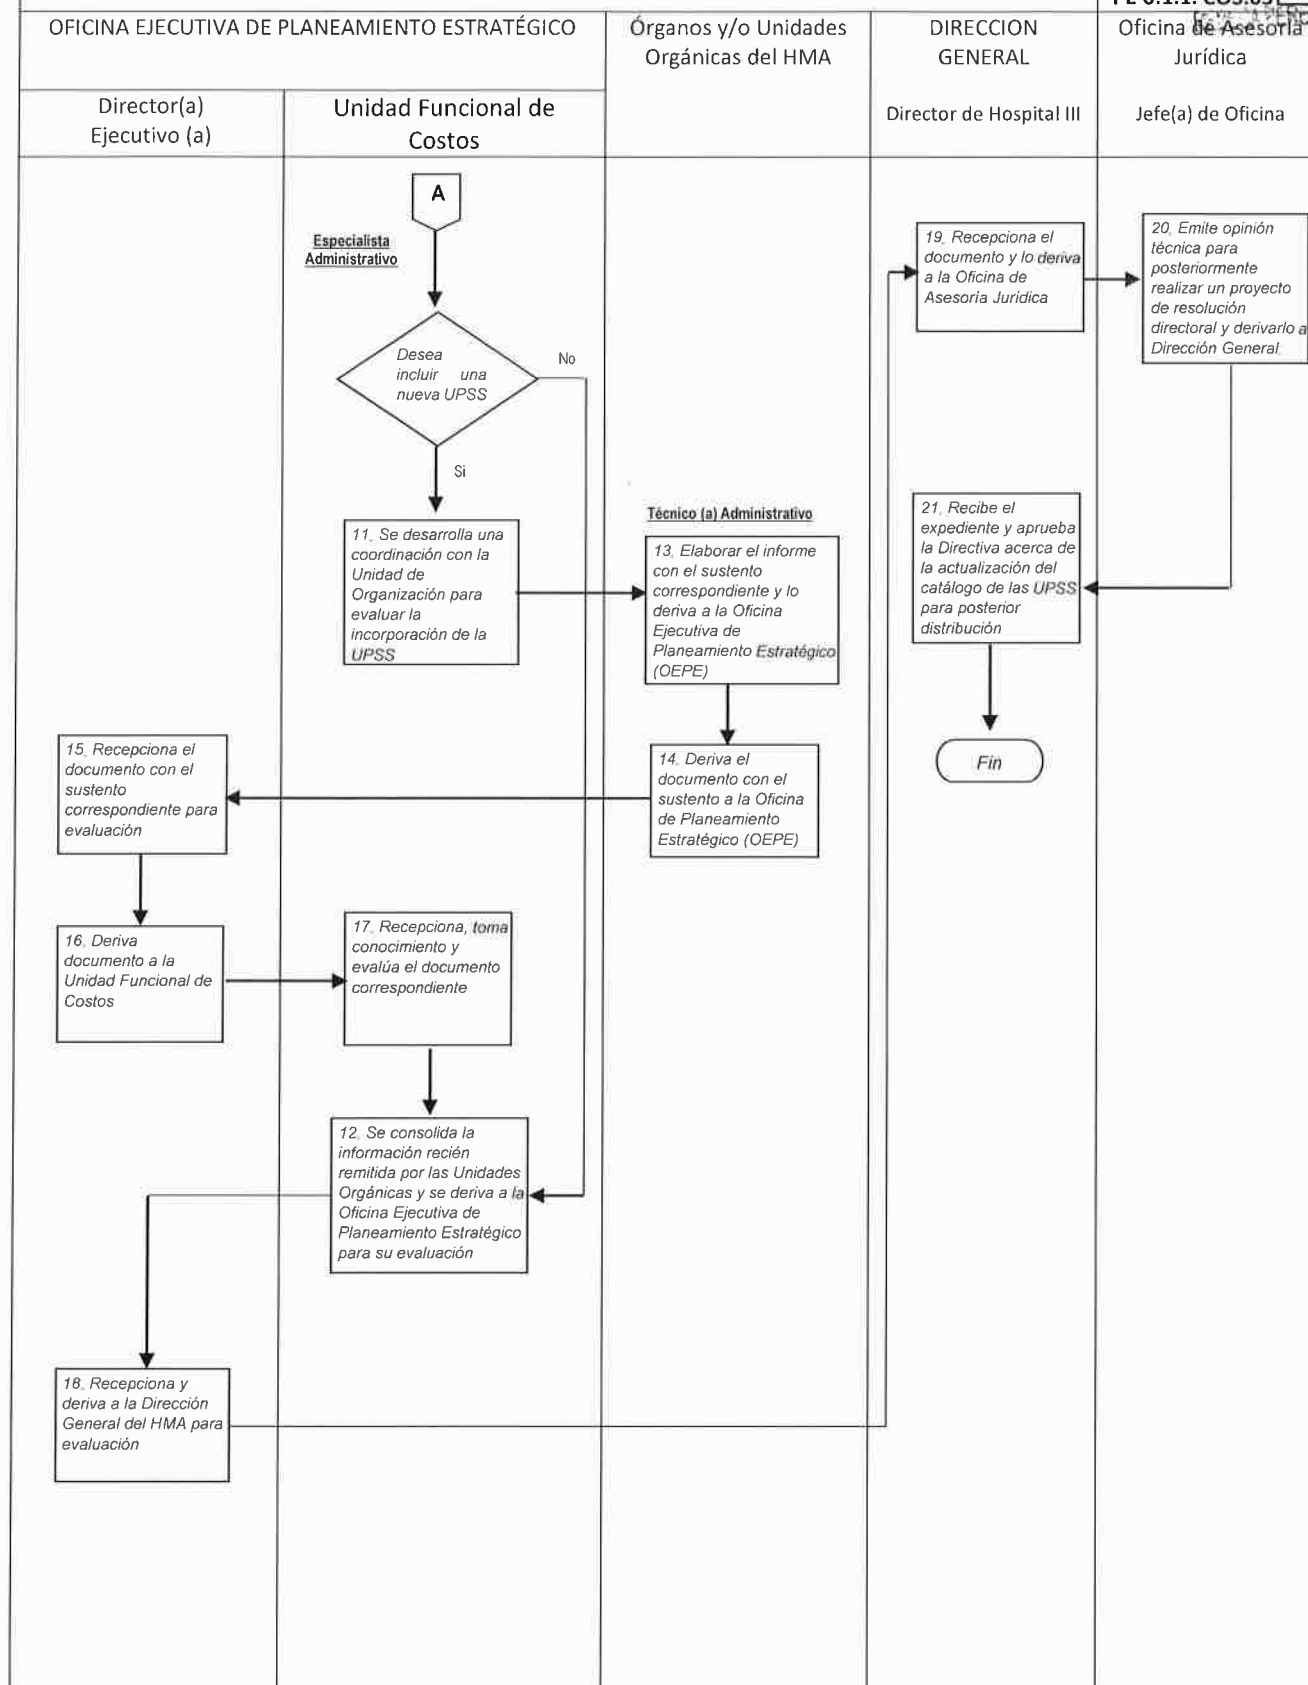 OFICINA EJECUTIVA DE PLANEAMIENTO ESTRATÉGICO
Órganos y/o Unidades
Orgánicas del HMA
DIRECCION
GENERAL
Director de Hospital III
Oficina de Asesoría
Jurídica
Jefe(a) de Oficina
Director(a)
Ejecutivo (a)
Unidad Funcional de
Costos
A
Especialista
Administrativo
Desea
incluir una
nueva UPSS
No
Si
11. Se desarrolla una
coordinación con la
Unidad de
Organización para
evaluar la
incorporación de la
UPSS
Técnico (a) Administrativo
13. Elaborar el informe
con el sustento
correspondiente y lo
deriva a la Oficina
Ejecutiva de
Planeamiento Estratégico
(OEPE)
14. Deriva el
documento con el
sustento a la Oficina
de Planeamiento
Estratégico (OEPE)
15. Recepciona el
documento con el
sustento
correspondiente para
evaluación
16. Deriva
documento a la
Unidad Funcional de
Costos
17. Recepciona, toma
conocimiento y
evalúa el documento
correspondiente
12. Se consolida la
información recién
remitida por las Unidades
Orgánicas y se deriva a la
Oficina Ejecutiva de
Planeamiento Estratégico
para su evaluación
18. Recepciona y
deriva a la Dirección
General del HMA para
evaluación
19. Recepciona el
documento y lo deriva
a la Oficina de
Asesoría Jurídica
20. Emite opinión
técnica para
posteriormente
realizar un proyecto
de resolución
directoral y derivarlo a
Dirección General.
21. Recibe el
expediente y aprueba
la Directiva acerca de
la actualización del
catálogo de las UPSS
para posterior
distribución
Fin